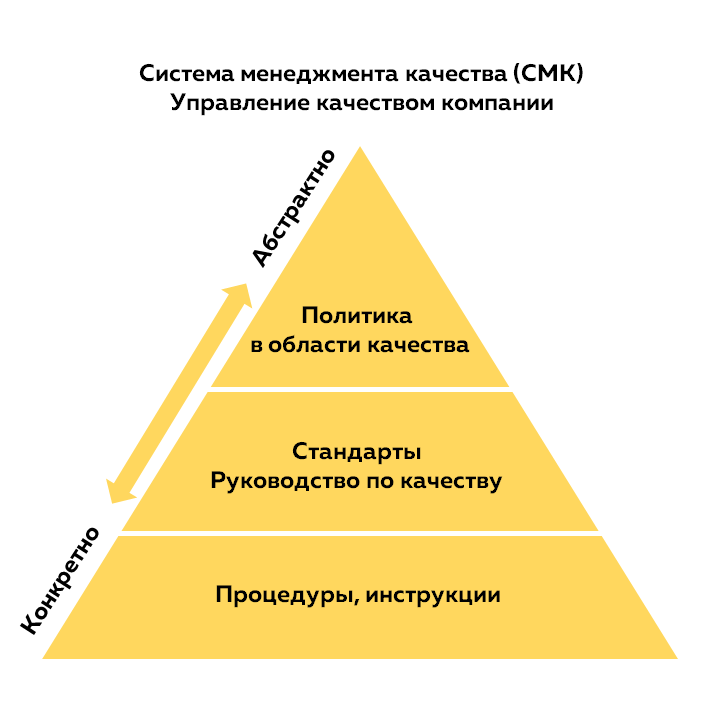 Система менеджмента качества (СМК)
Управление качеством компании
Абстрактно
Политика
в области качества
Стандарты
Руководство по качеству
Конкретно
Процедуры, инструкции